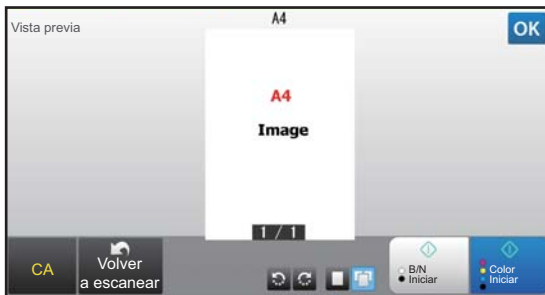 Vista previa
A4
OK
A4
Image
1 / 1
CA
Volver
a escanear
B/N
Iniciar
Color
Iniciar